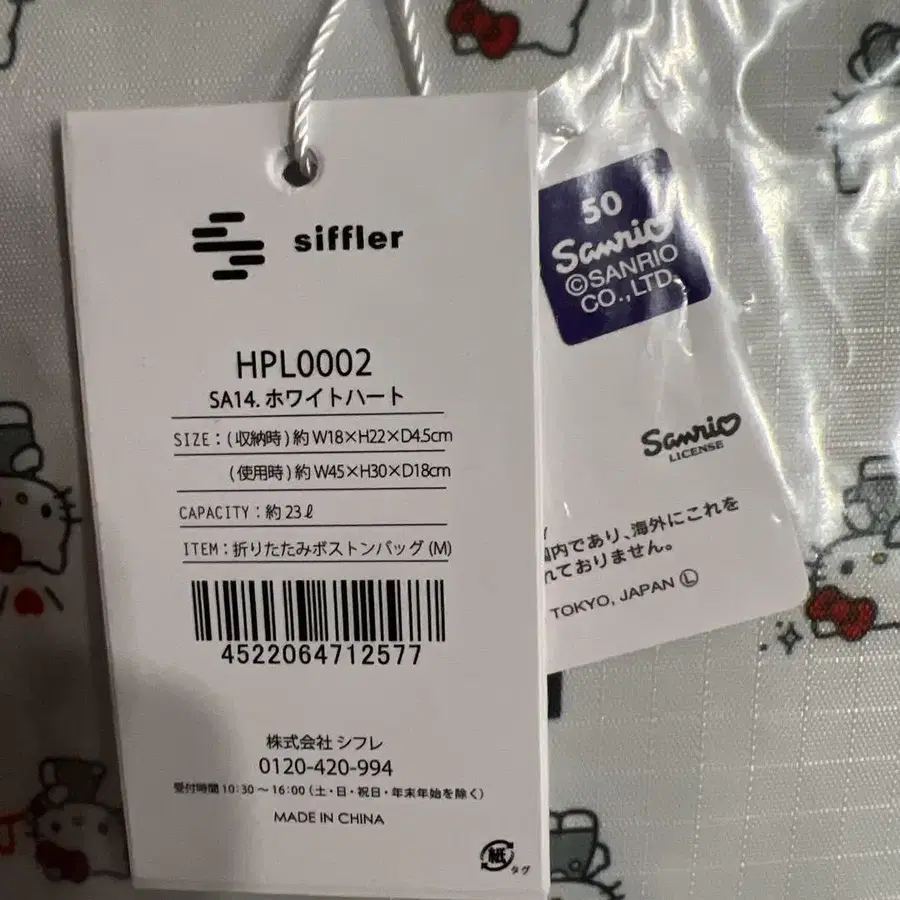 siffler
HPL0002
SA14. ホワイトハート
SIZE : (収納時) 約 W18×H22×D4.5cm
(使用時) 約 W45×H30×D18cm
CAPACITY : 約 23ℓ
ITEM : 折りたたみボストンバッグ (M)
4522064712577
株式会社 シフレ
0120-420-994
受付時間 10:30～16:00 (土・日・祝日・年末年始を除く)
MADE IN CHINA
紙
タグ
50
Sanrio
©SANRIO
CO.,LTD.
Sanrio
LICENSE
内であり、海外にこれを
れておりません。
TOKYO, JAPAN Ⓛ